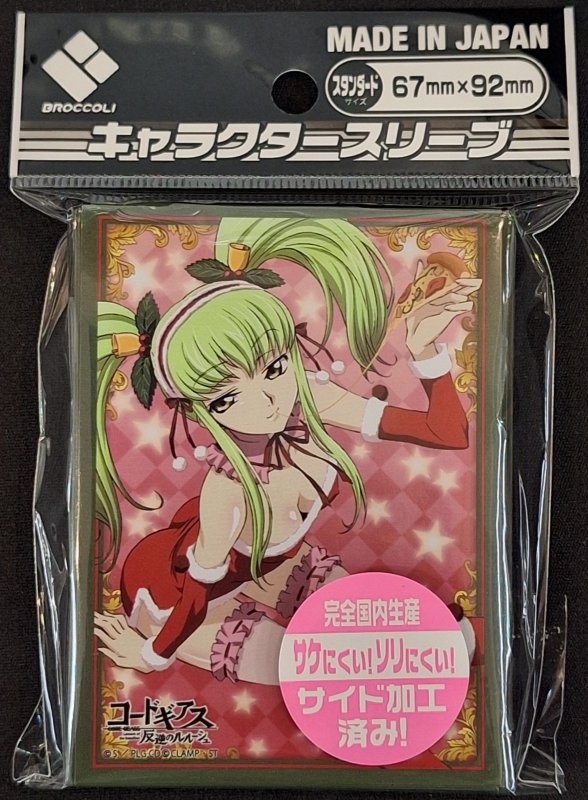 BROCCOLI
MADE IN JAPAN
スタンダード
サイズ
67mm×92mm
キャラクタースリーブ
完全国内生産
サケにくい!ソリにくい!
サイド加工
済み!
コードギアス
反逆のルルーシュ